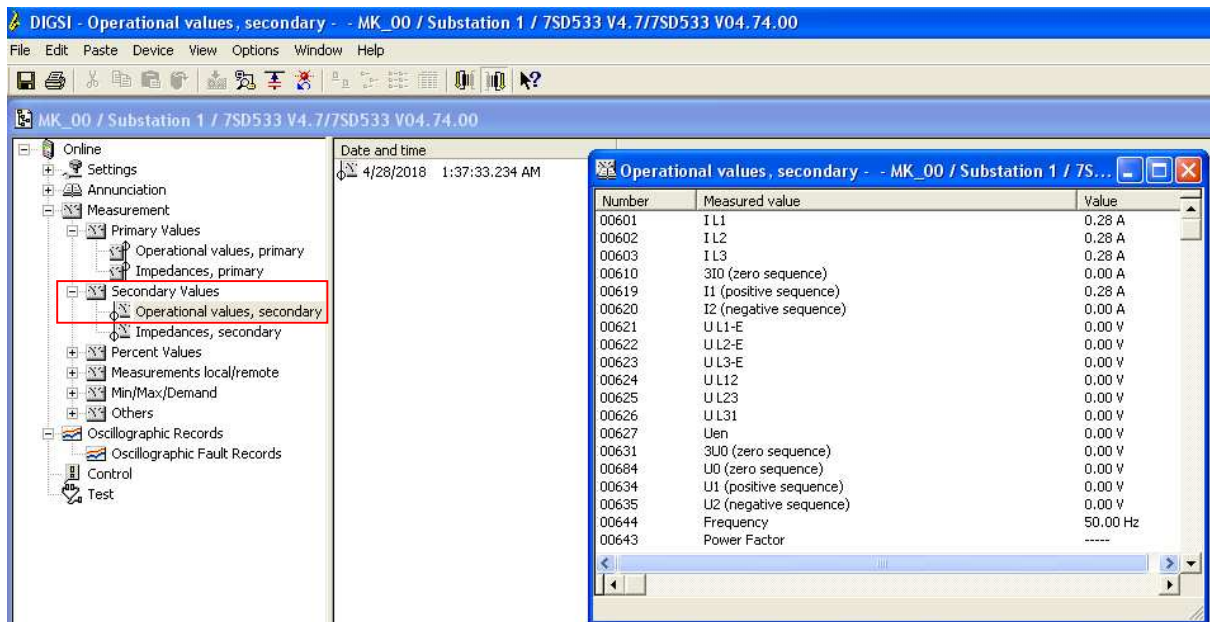 DIGSI - Operational values, secondary - - MK_00 / Substation 1 / 7SD533 V4.7/7SD533 V04.74.00
File Edit Paste Device View Options Window Help
MK_00 / Substation 1 / 7SD533 V4.7/7SD533 V04.74.00
Online
Settings
Annunciation
Measurement
Primary Values
Operational values, primary
Impedances, primary
Secondary Values
Operational values, secondary
Impedances, secondary
Percent Values
Measurements local/remote
Min/Max/Demand
Others
Oscillographic Records
Oscillographic Fault Records
Control
Test
Date and time
4/28/2018 1:37:33.234 AM
Operational values, secondary - - MK_00 / Substation 1 / 7S...
Number Measured value Value
00601 I L1 0.28 A
00602 I L2 0.28 A
00603 I L3 0.28 A
00610 3I0 (zero sequence) 0.00 A
00619 I1 (positive sequence) 0.28 A
00620 I2 (negative sequence) 0.00 A
00621 U L1-E 0.00 V
00622 U L2-E 0.00 V
00623 U L3-E 0.00 V
00624 U L12 0.00 V
00625 U L23 0.00 V
00626 U L31 0.00 V
00627 Uen 0.00 V
00631 3U0 (zero sequence) 0.00 V
00684 U0 (zero sequence) 0.00 V
00634 U1 (positive sequence) 0.00 V
00635 U2 (negative sequence) 0.00 V
00644 Frequency 50.00 Hz
00643 Power Factor -----